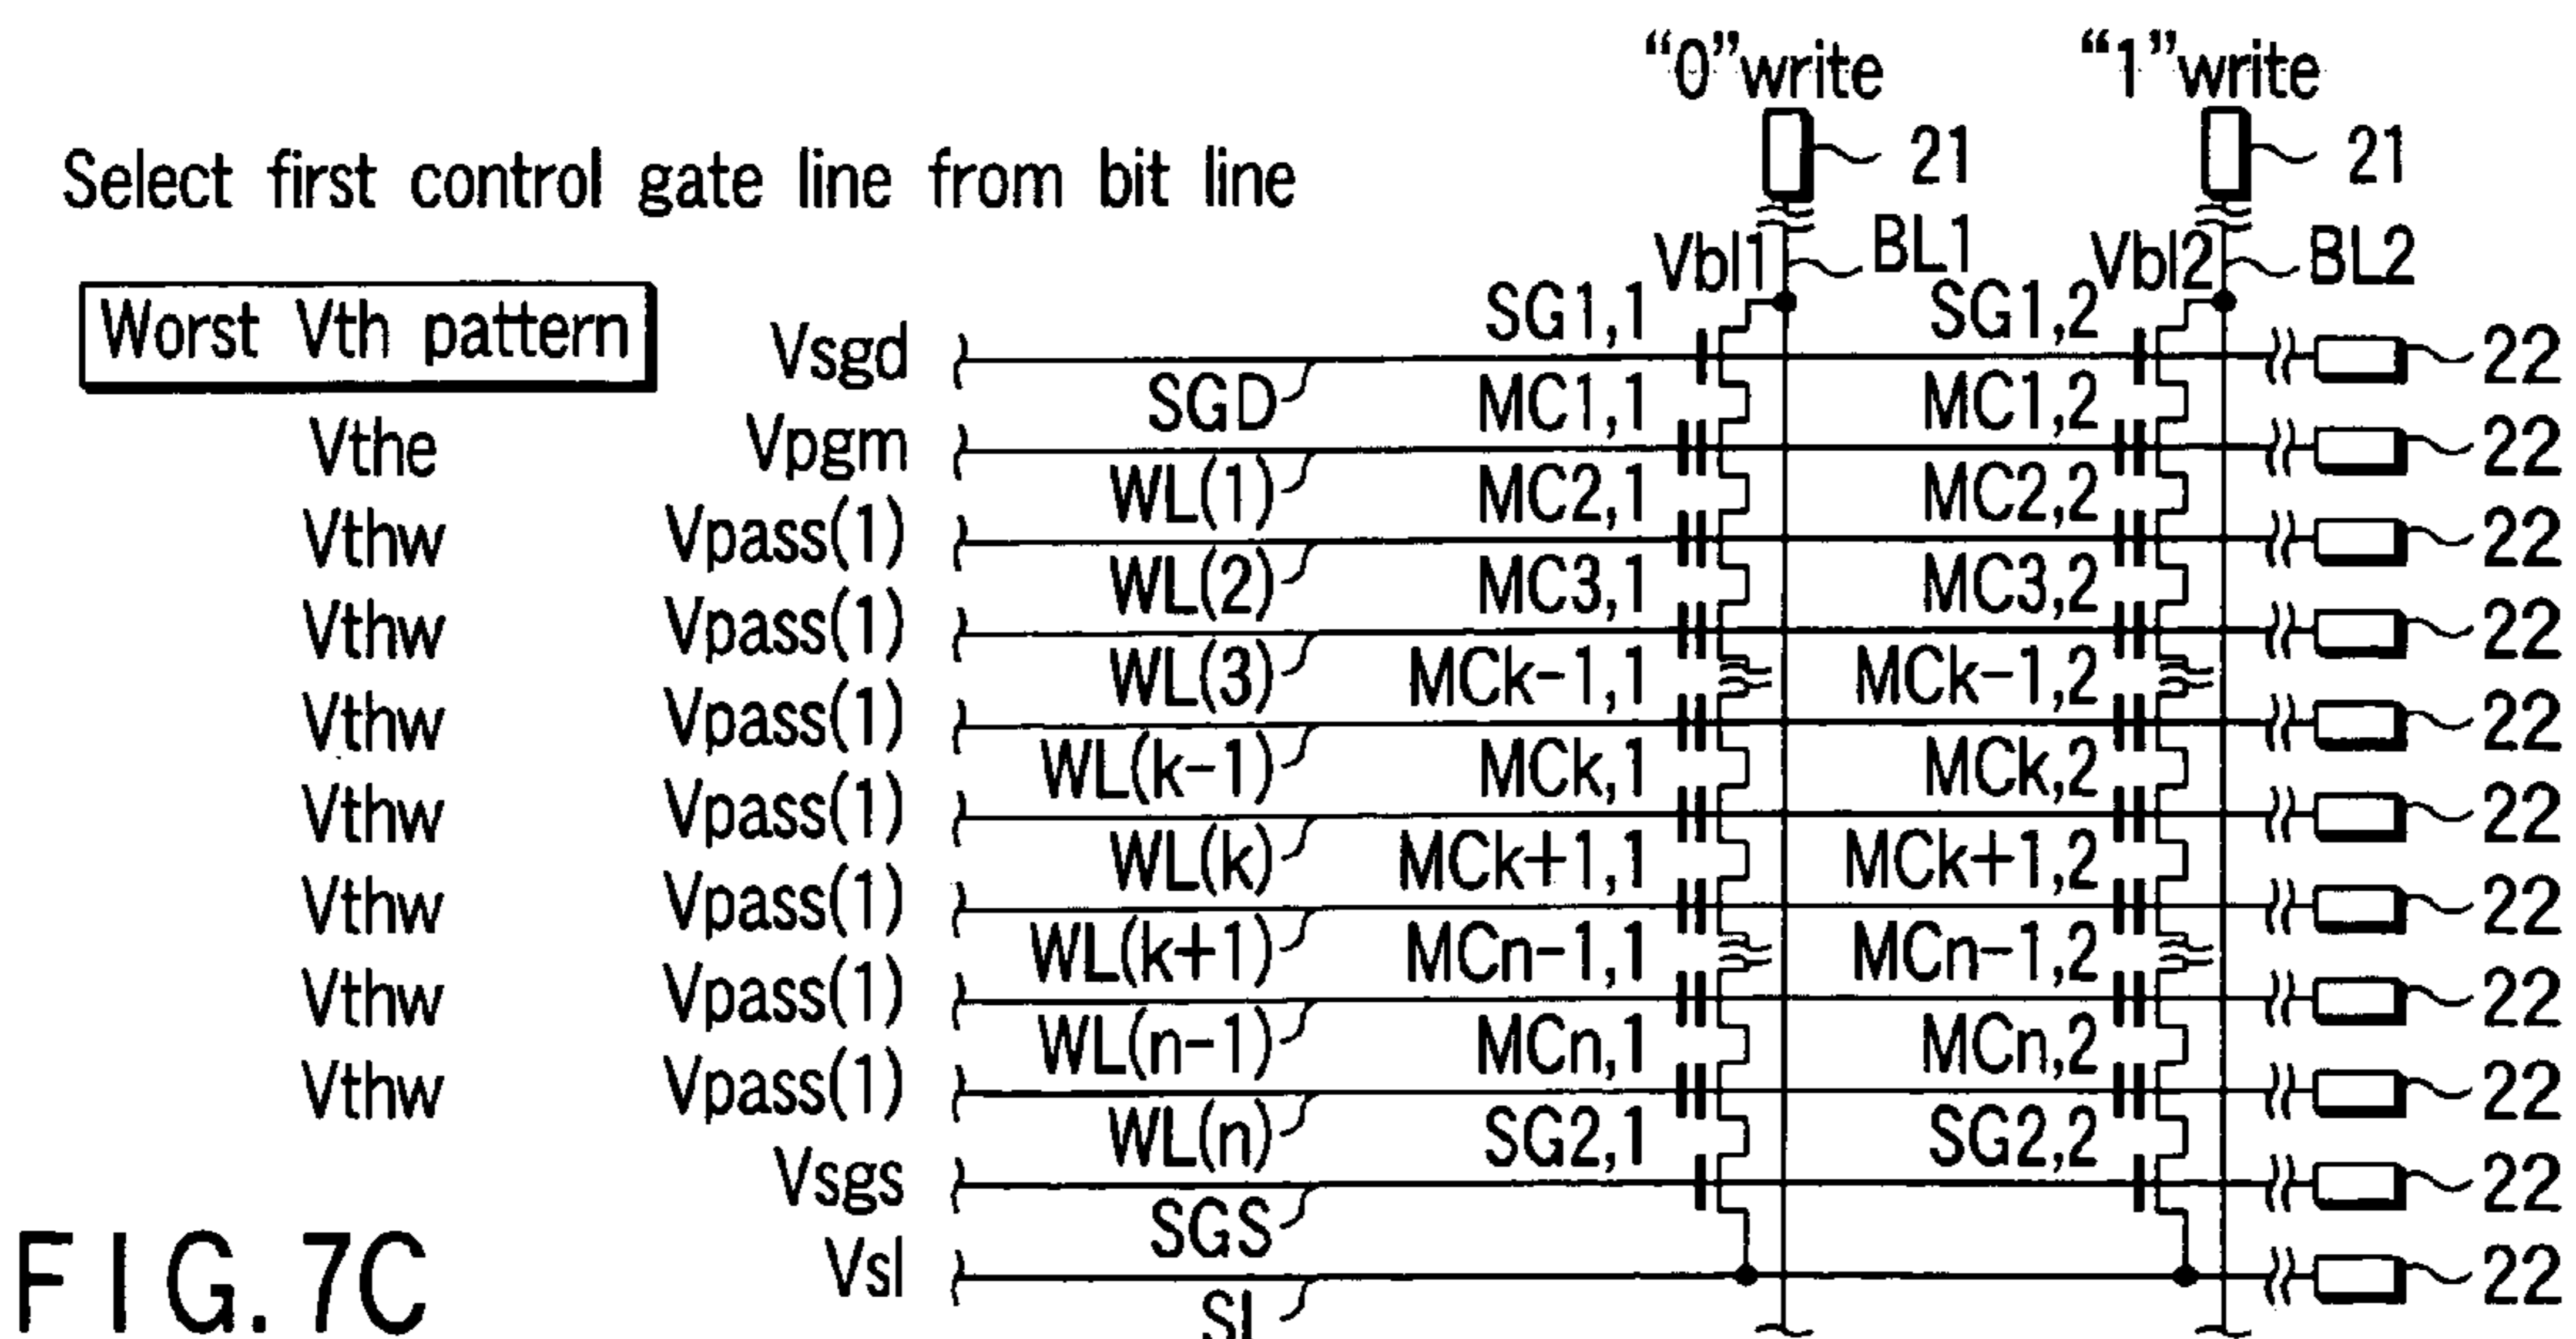 “0”write “1”write
Select first control gate line from bit line 21 21
Vbl1 BL1 Vbl2 BL2
Worst Vth pattern Vsgd SG1,1 SG1,2 22
SGD MC1,1 MC1,2
Vthe Vpgm 22
WL(1) MC2,1 MC2,2
Vthw Vpass(1) 22
WL(2) MC3,1 MC3,2
Vthw Vpass(1) 22
WL(3) MCk-1,1 MCk-1,2
Vthw Vpass(1) 22
WL(k-1) MCk,1 MCk,2
Vthw Vpass(1) 22
WL(k) MCk+1,1 MCk+1,2
Vthw Vpass(1) 22
WL(k+1) MCn-1,1 MCn-1,2
Vthw Vpass(1) 22
WL(n-1) MCn,1 MCn,2
Vthw Vpass(1) 22
WL(n) SG2,1 SG2,2
Vsgs 22
SGS
Vsl 22
SL
FIG. 7C